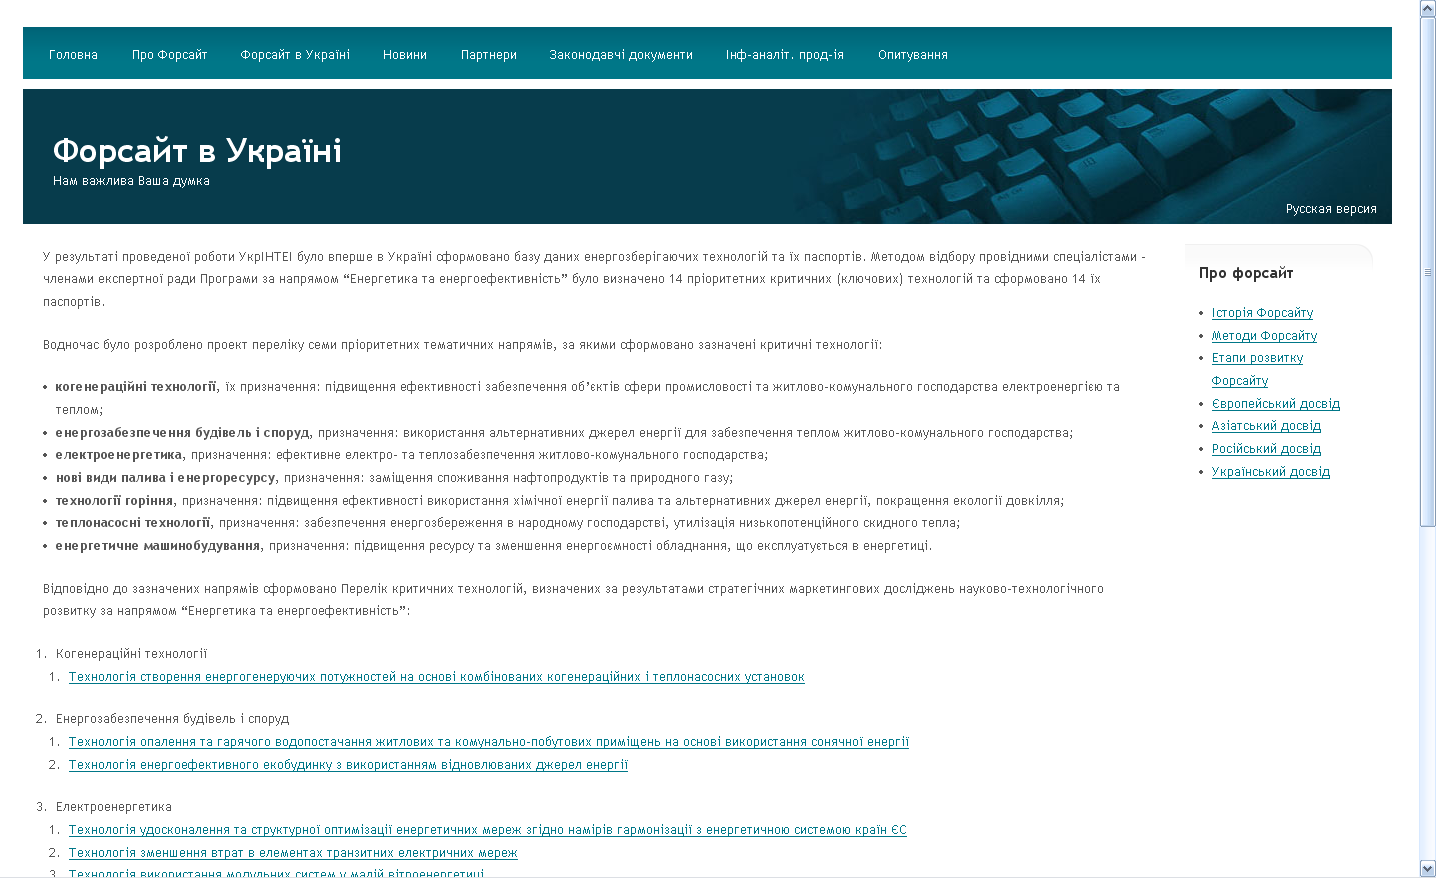 Головна Про Форсайт Форсайт в Україні Новини Партнери Законодавчі документи Інф-аналіт. прод-ія Опитування
Форсайт в Україні
Нам важлива Ваша думка
Русская версия
У результаті проведеної роботи УкрІНТЕІ було вперше в Україні сформовано базу даних енергозберігаючих технологій та їх паспортів. Методом відбору провідними спеціалістами -
членами експертної ради Програми за напрямом “Енергетика та енергоефективність” було визначено 14 пріоритетних критичних (ключових) технологій та сформовано 14 їх
паспортів.
Водночас було розроблено проект переліку семи пріоритетних тематичних напрямів, за якими сформовано зазначені критичні технології:
• когенераційні технології, їх призначення: підвищення ефективності забезпечення об’єктів сфери промисловості та житлово-комунального господарства електроенергією та
теплом;
• енергозабезпечення будівель і споруд, призначення: використання альтернативних джерел енергії для забезпечення теплом житлово-комунального господарства;
• електроенергетика, призначення: ефективне електро- та теплозабезпечення житлово-комунального господарства;
• нові види палива і енергоресурсу, призначення: заміщення споживання нафтопродуктів та природного газу;
• технології горіння, призначення: підвищення ефективності використання хімічної енергії палива та альтернативних джерел енергії, покращення екології довкілля;
• теплонасосні технології, призначення: забезпечення енергозбереження в народному господарстві, утилізація низькопотенційного скидного тепла;
• енергетичне машинобудування, призначення: підвищення ресурсу та зменшення енергоємності обладнання, що експлуатується в енергетиці.
Відповідно до зазначених напрямів сформовано Перелік критичних технологій, визначених за результатами стратегічних маркетингових досліджень науково-технологічного
розвитку за напрямом “Енергетика та енергоефективність”:
1. Когенераційні технології
1. Технологія створення енергогенеруючих потужностей на основі комбінованих когенераційних і теплонасосних установок
2. Енергозабезпечення будівель і споруд
1. Технологія опалення та гарячого водопостачання житлових та комунально-побутових приміщень на основі використання сонячної енергії
2. Технологія енергоефективного екобудинку з використанням відновлюваних джерел енергії
3. Електроенергетика
1. Технологія удосконалення та структурної оптимізації енергетичних мереж згідно намірів гармонізації з енергетичною системою країн ЄС
2. Технологія зменшення втрат в елементах транзитних електричних мереж
3. Технологія використання модульних систем у малій вітроенергетиці
Про форсайт
• Історія Форсайту
• Методи Форсайту
• Етапи розвитку
Форсайту
• Європейський досвід
• Азіатський досвід
• Російський досвід
• Український досвід